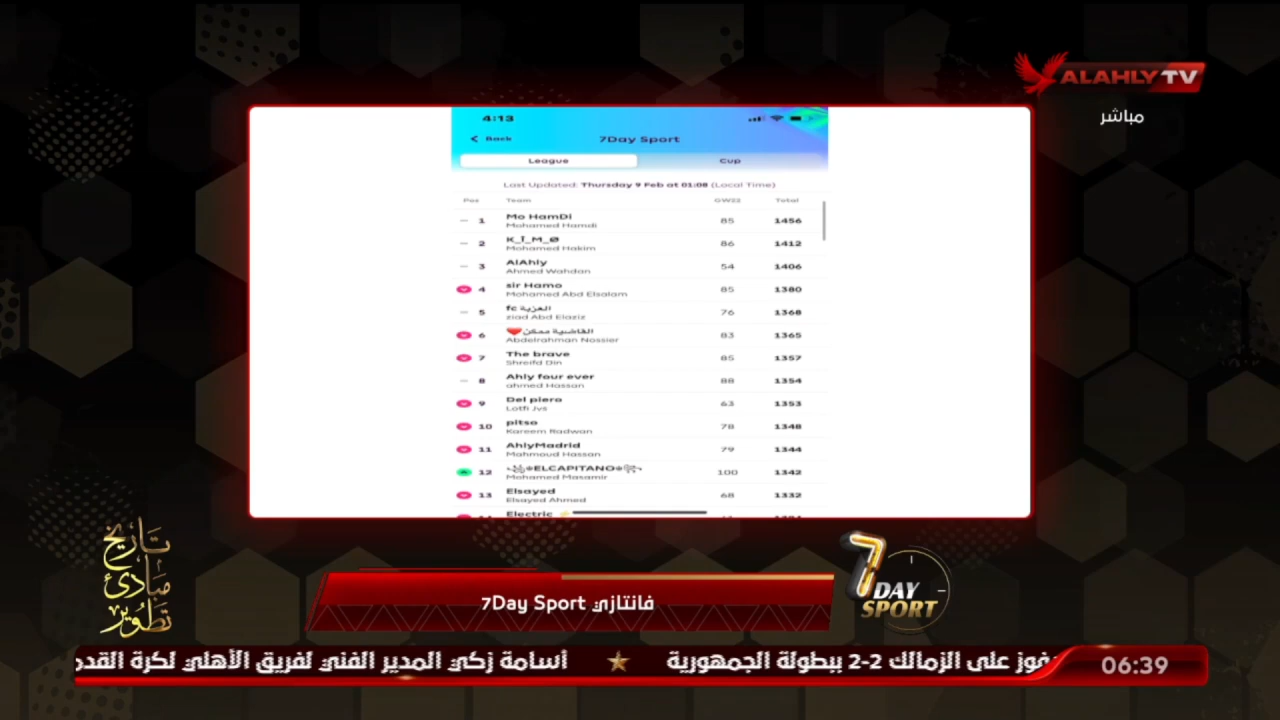 ALAHLY TV
مباشر
4:13
Back
7Day Sport
League
Cup
Last Updated: Thursday 9 Feb at 01:08 (Local Time)
Pos Team GW22 Total
1 Mo HamDi 85 1456
Mohamed Hamdi
2 K_Ī_M_Ø 86 1412
Mohamed Hakim
3 AlAhly 54 1406
Ahmed Wahdan
4 sir Hamo 85 1380
Mohamed Abd Elsalam
5 العزبة fc 76 1368
ziad Abd Elaziz
6 القاضية ممكن❤️ 83 1365
Abdelrahman Nossier
7 The brave 85 1357
Shreifd Din
8 Ahly four ever 88 1354
ahmed Hassan
9 Del piero 63 1353
Lotfi Jvs
10 pitso 78 1348
Kareem Radwan
11 AhlyMadrid 79 1344
Mahmoud Hassan
12 ELCAPITANO 100 1342
Mohamed Masamir
13 Elsayed 68 1332
Elsayed Ahmed
Electric
تاريخ
مبادئ
تطوير
فانتازي 7Day Sport
7 DAY SPORT
يفوز على الزمالك 2-2 ببطولة الجمهورية ★ أسامة زكي المدير الفني لفريق الأهلي لكرة القدم
06:39